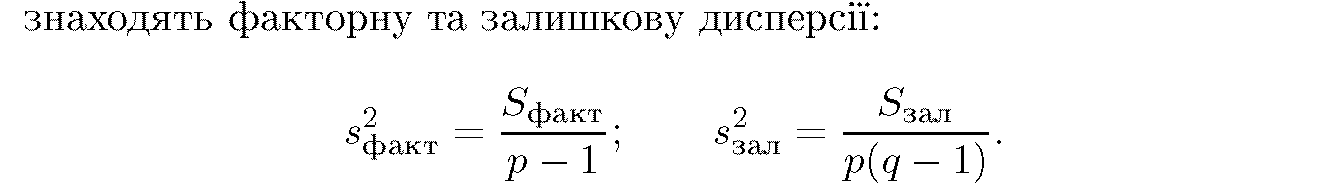 знаходять факторну та залишкову дисперсії:
s²_факт = S_факт / (p − 1);  s²_зал = S_зал / (p(q − 1)).